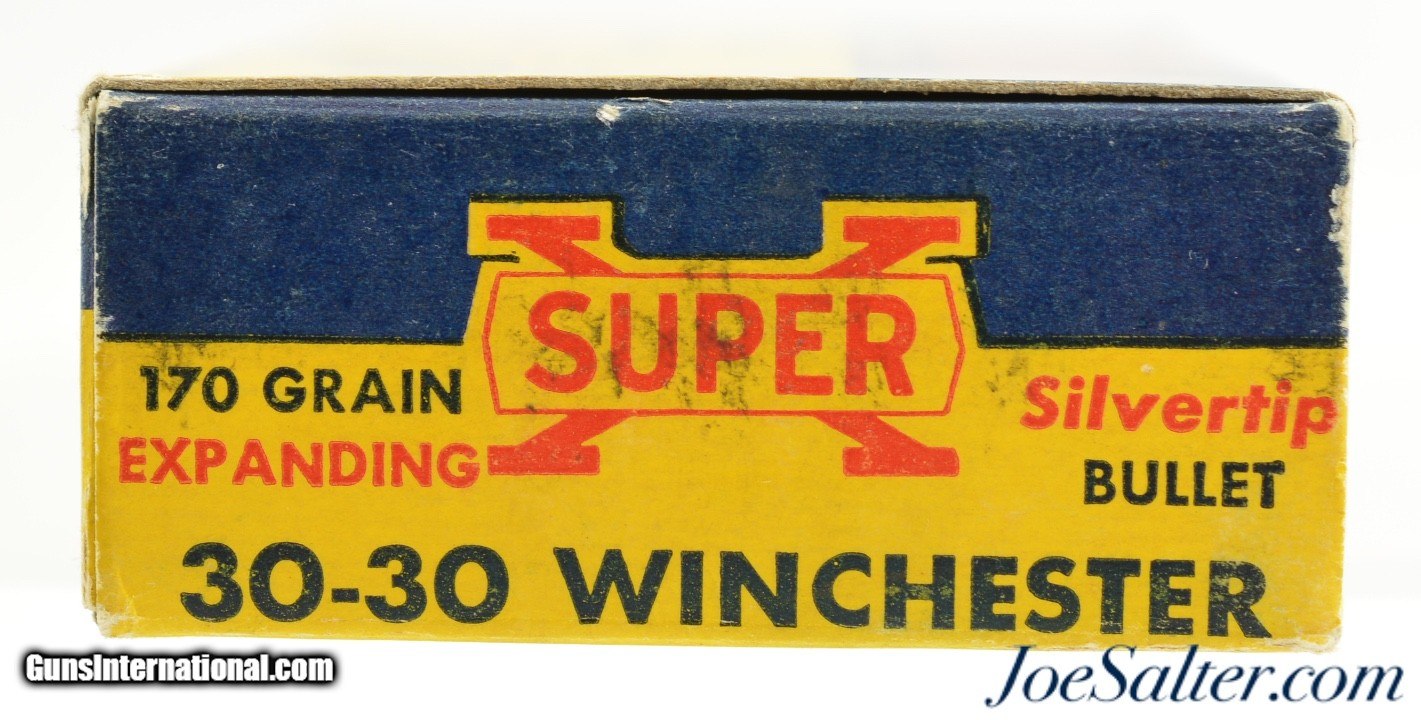 SUPER
X
170 GRAIN
EXPANDING
Silvertip
BULLET
30-30 WINCHESTER
GunsInternational.com
JoeSalter.com